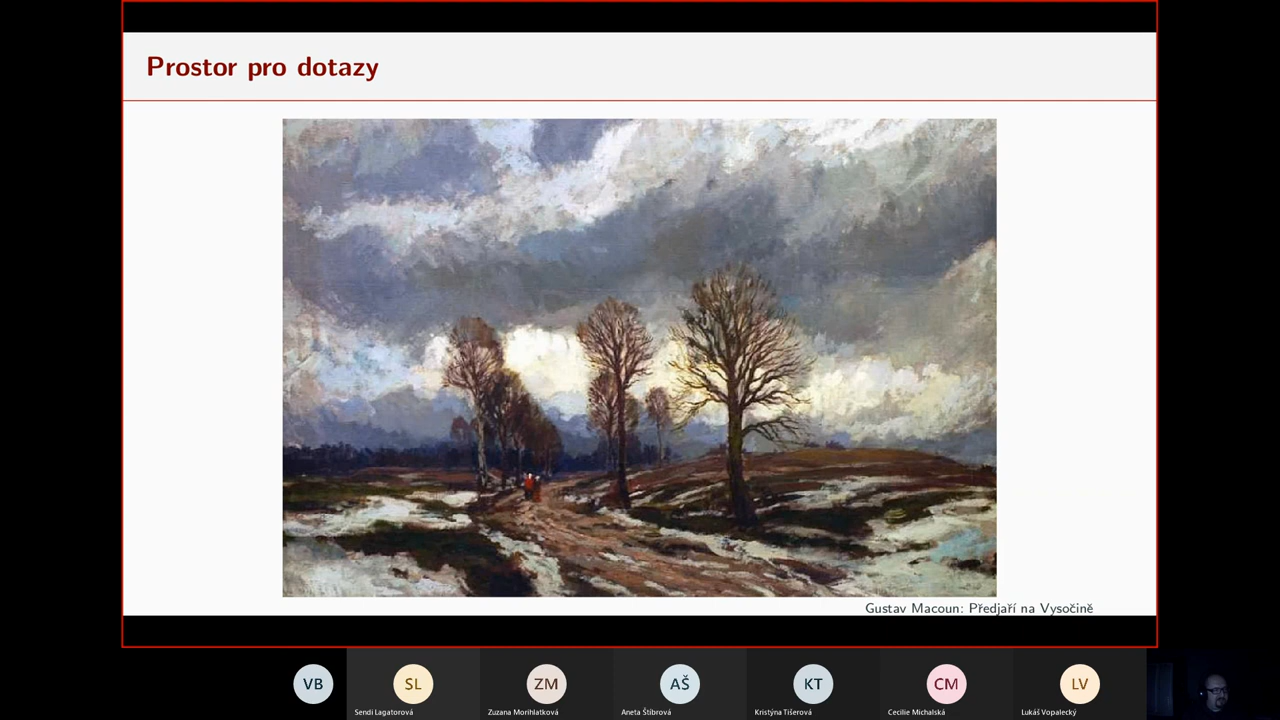 Prostor pro dotazy
Gustav Macoun: Předjaří na Vysočině
VB
SL
ZM
AŠ
KT
CM
LV
Sendi Lagatorová
Zuzana Morihlatková
Aneta Štibrová
Kristýna Tišerová
Cecilie Michalská
Lukáš Vopalecký